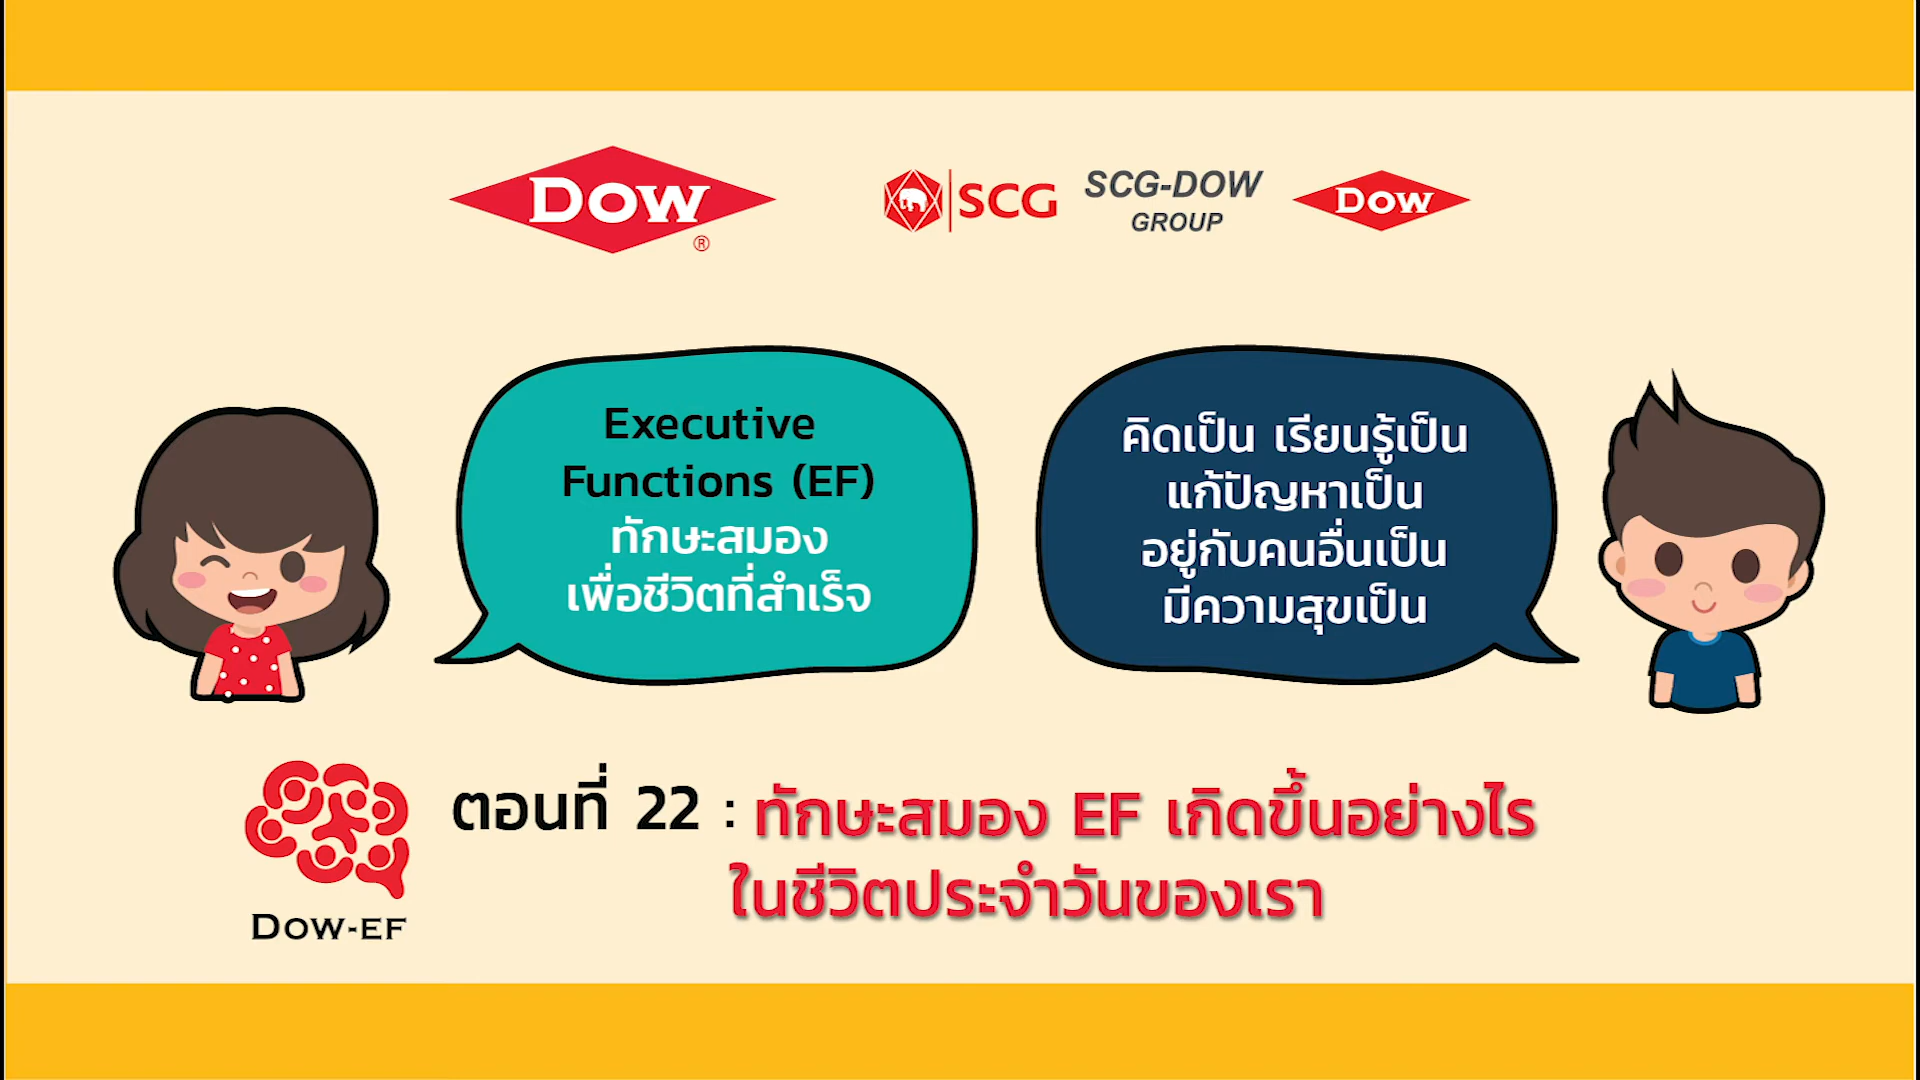 DOW
®
SCG
SCG-DOW
GROUP
DOW
Executive
Functions (EF)
ทักษะสมอง
เพื่อชีวิตที่สำเร็จ
คิดเป็น เรียนรู้เป็น
แก้ปัญหาเป็น
อยู่กับคนอื่นเป็น
มีความสุขเป็น
ตอนที่ 22 : ทักษะสมอง EF เกิดขึ้นอย่างไร
ในชีวิตประจำวันของเรา
DOW-EF